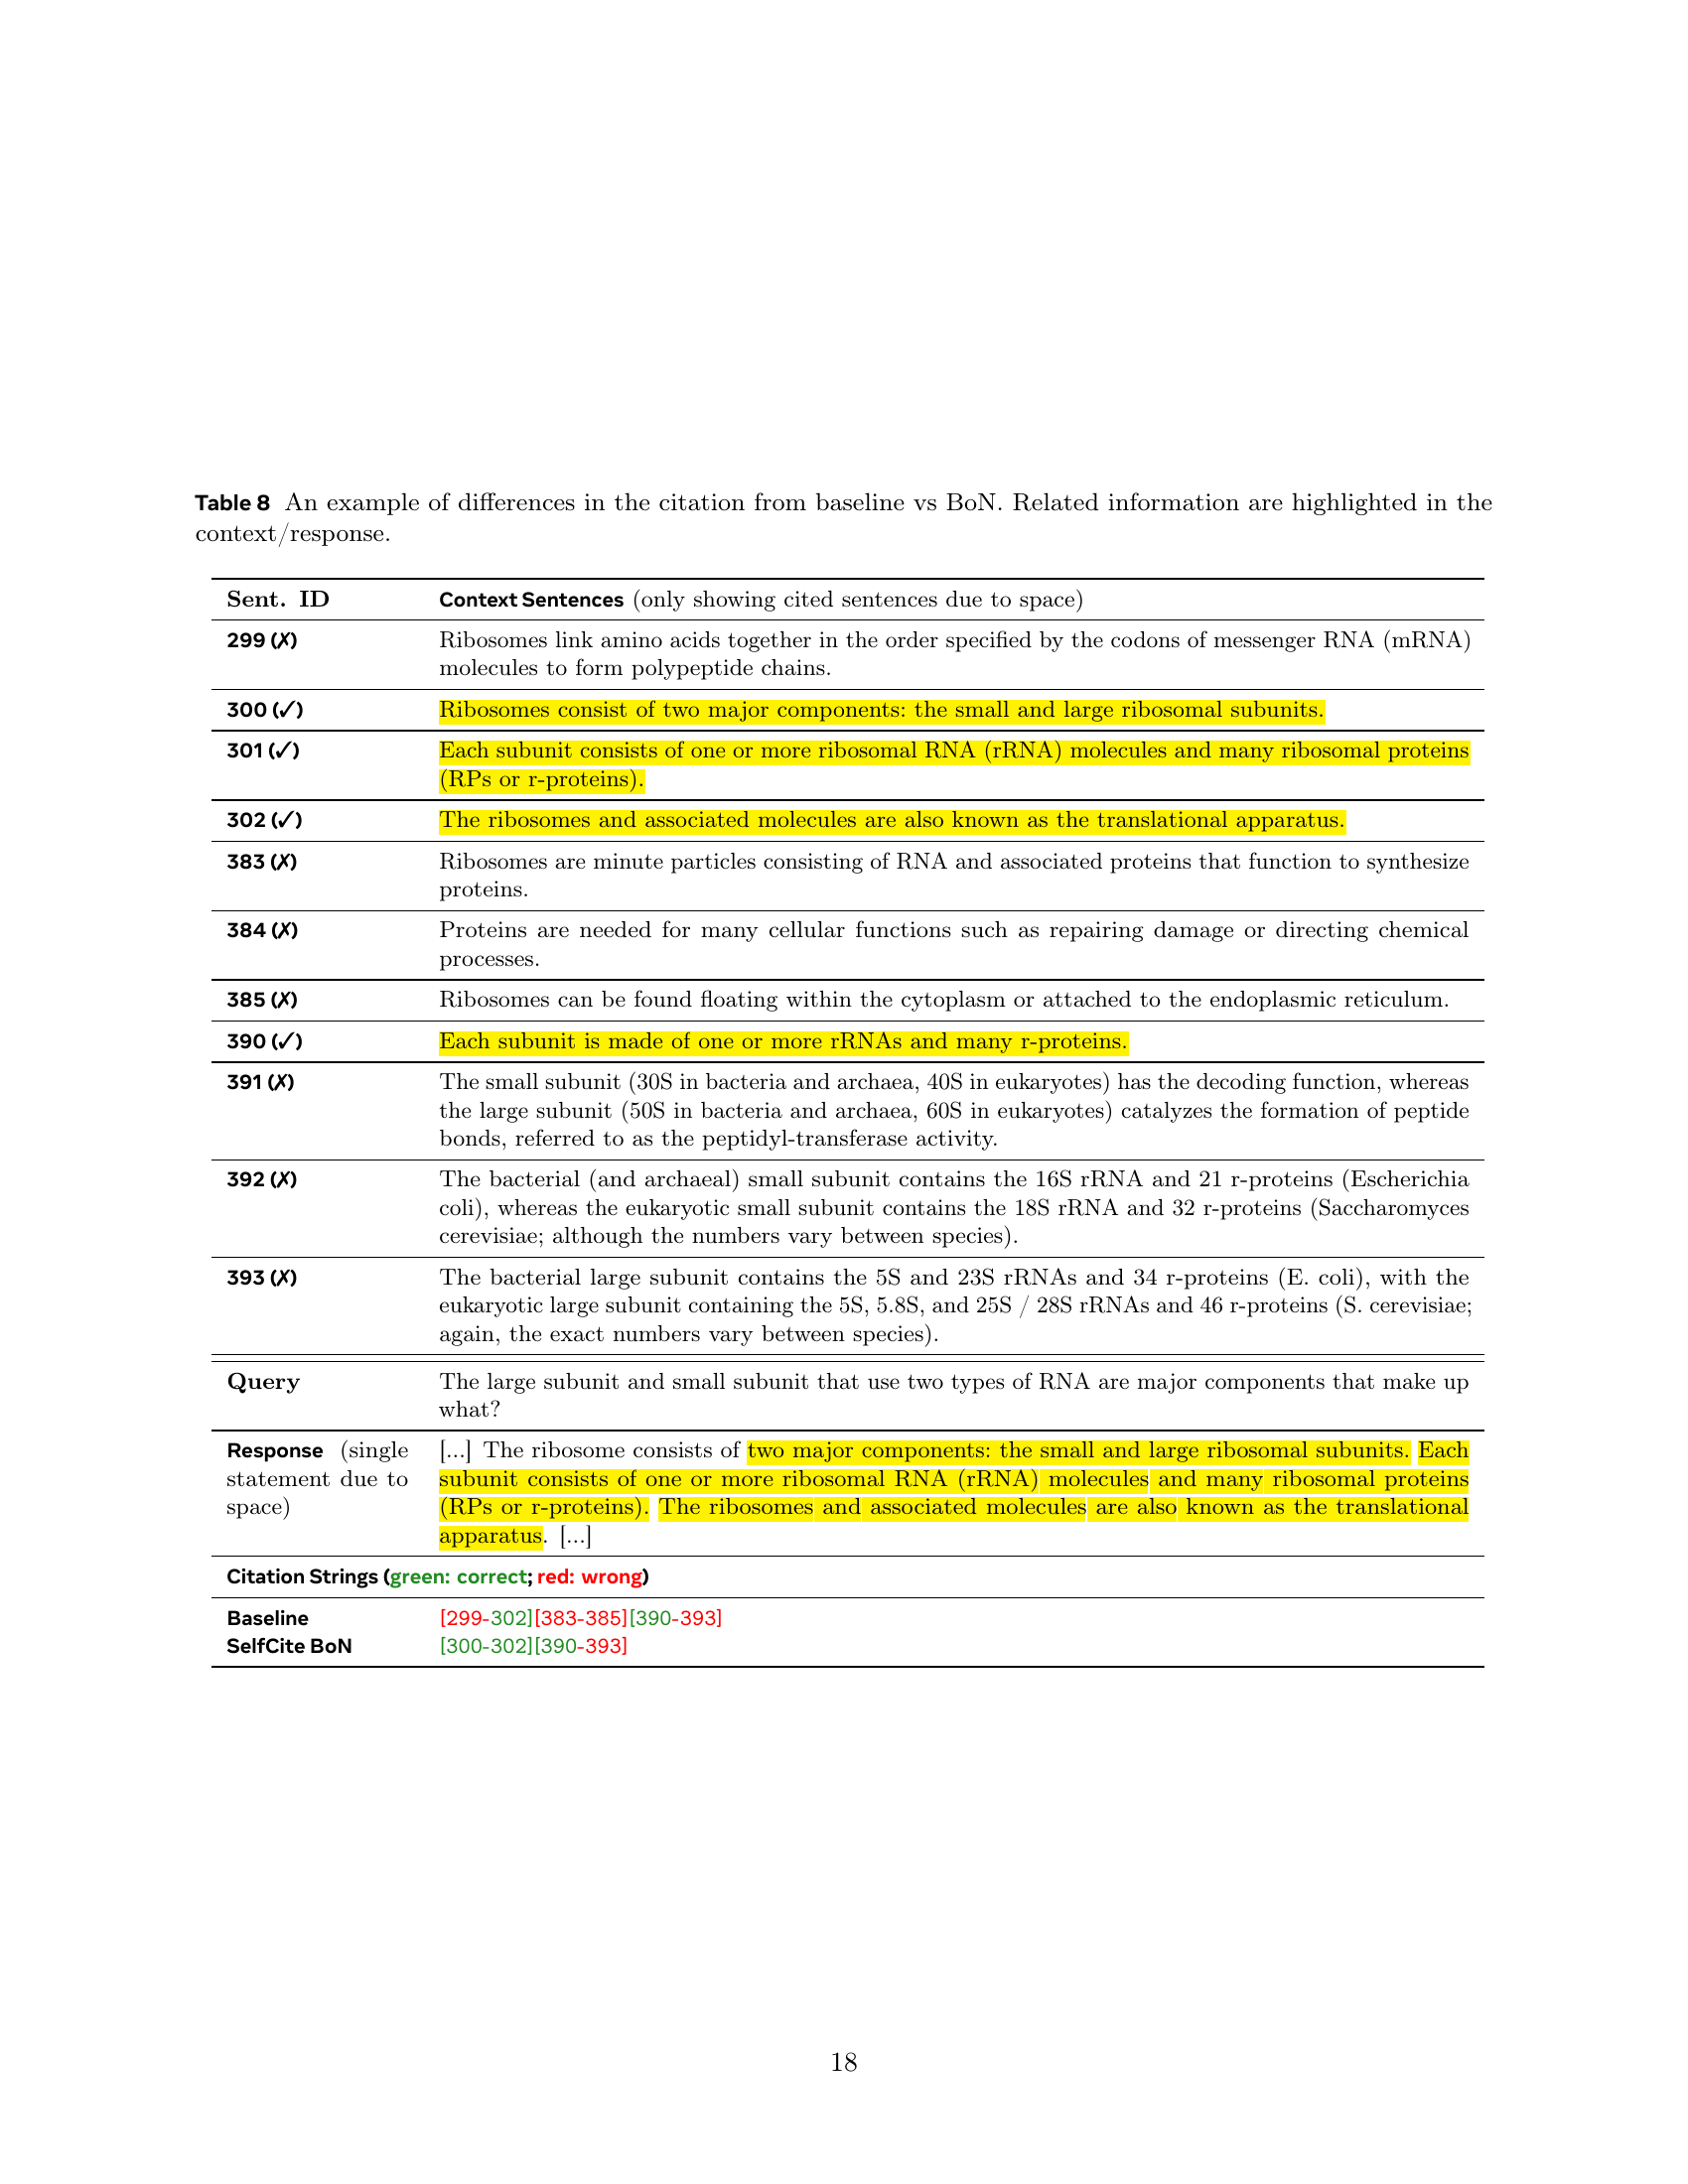 Table 8 An example of differences in the citation from baseline vs BoN. Related information are highlighted in the
context/response.
Sent. ID Context Sentences (only showing cited sentences due to space)
299 (✗) Ribosomes link amino acids together in the order specified by the codons of messenger RNA (mRNA)
molecules to form polypeptide chains.
300 (✓) Ribosomes consist of two major components: the small and large ribosomal subunits.
301 (✓) Each subunit consists of one or more ribosomal RNA (rRNA) molecules and many ribosomal proteins
(RPs or r-proteins).
302 (✓) The ribosomes and associated molecules are also known as the translational apparatus.
383 (✗) Ribosomes are minute particles consisting of RNA and associated proteins that function to synthesize
proteins.
384 (✗) Proteins are needed for many cellular functions such as repairing damage or directing chemical
processes.
385 (✗) Ribosomes can be found floating within the cytoplasm or attached to the endoplasmic reticulum.
390 (✓) Each subunit is made of one or more rRNAs and many r-proteins.
391 (✗) The small subunit (30S in bacteria and archaea, 40S in eukaryotes) has the decoding function, whereas
the large subunit (50S in bacteria and archaea, 60S in eukaryotes) catalyzes the formation of peptide
bonds, referred to as the peptidyl-transferase activity.
392 (✗) The bacterial (and archaeal) small subunit contains the 16S rRNA and 21 r-proteins (Escherichia
coli), whereas the eukaryotic small subunit contains the 18S rRNA and 32 r-proteins (Saccharomyces
cerevisiae; although the numbers vary between species).
393 (✗) The bacterial large subunit contains the 5S and 23S rRNAs and 34 r-proteins (E. coli), with the
eukaryotic large subunit containing the 5S, 5.8S, and 25S / 28S rRNAs and 46 r-proteins (S. cerevisiae;
again, the exact numbers vary between species).
Query The large subunit and small subunit that use two types of RNA are major components that make up
what?
Response (single [...] The ribosome consists of two major components: the small and large ribosomal subunits. Each
statement due to subunit consists of one or more ribosomal RNA (rRNA) molecules and many ribosomal proteins
space) (RPs or r-proteins). The ribosomes and associated molecules are also known as the translational
apparatus. [...]
Citation Strings (green: correct; red: wrong)
Baseline [299-302][383-385][390-393]
SelfCite BoN [300-302][390-393]
18